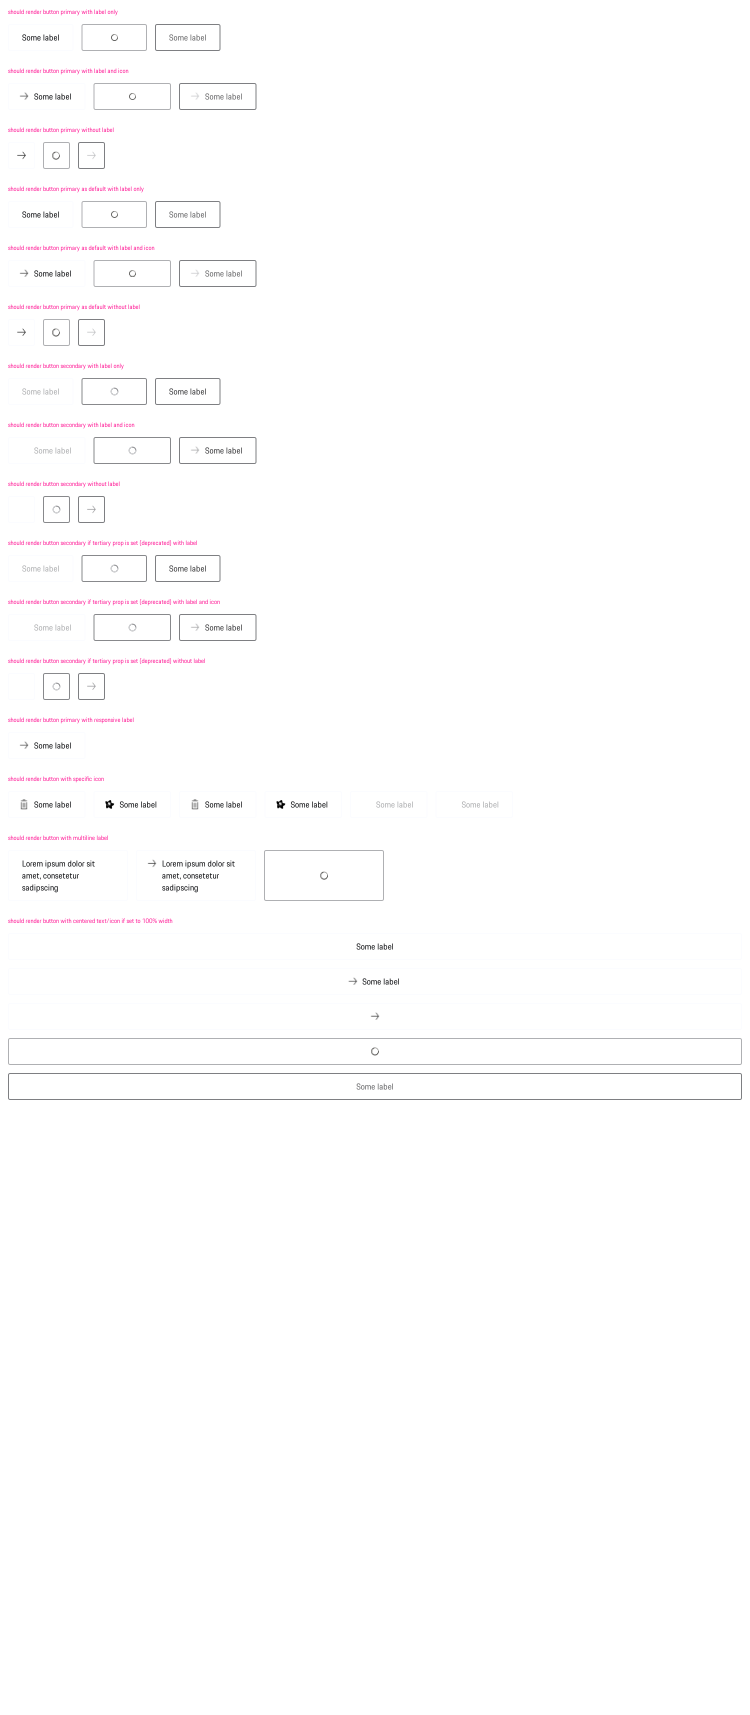 should render button primary with label only
Some label Some label
should render button primary with label and icon
Some label Some label
should render button primary without label
should render button primary as default with label only
Some label Some label
should render button primary as default with label and icon
Some label Some label
should render button primary as default without label
should render button secondary with label only
Some label Some label
should render button secondary with label and icon
Some label Some label
should render button secondary without label
should render button secondary if tertiary prop is set (deprecated) with label
Some label Some label
should render button secondary if tertiary prop is set (deprecated) with label and icon
Some label Some label
should render button secondary if tertiary prop is set (deprecated) without label
should render button primary with responsive label
Some label
should render button with specific icon
Some label Some label Some label Some label Some label Some label
should render button with multiline label
Lorem ipsum dolor sit Lorem ipsum dolor sit
amet, consetetur amet, consetetur
sadipscing sadipscing
should render button with centered text/icon if set to 100% width
Some label
Some label
Some label